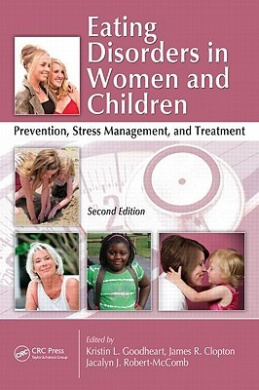 Eating
Disorders in
Women and
Children
Prevention, Stress Management, and Treatment
Second Edition
Edited by
Kristin L. Goodheart, James R. Clopton
Jacalyn J. Robert-McComb
CRC Press
Taylor & Francis Group